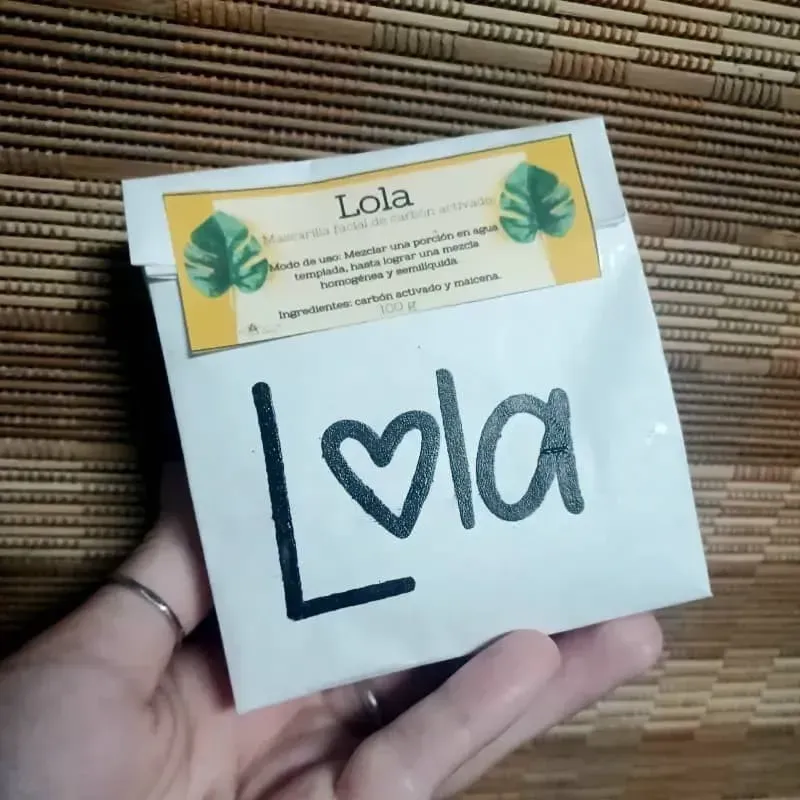 Lola
Mascarilla facial de carbón activado
Modo de uso: Mezclar una porción en agua
templada, hasta lograr una mezcla
homogénea y semilíquida
Ingredientes: carbón activado y maicena.
100 g
Lola